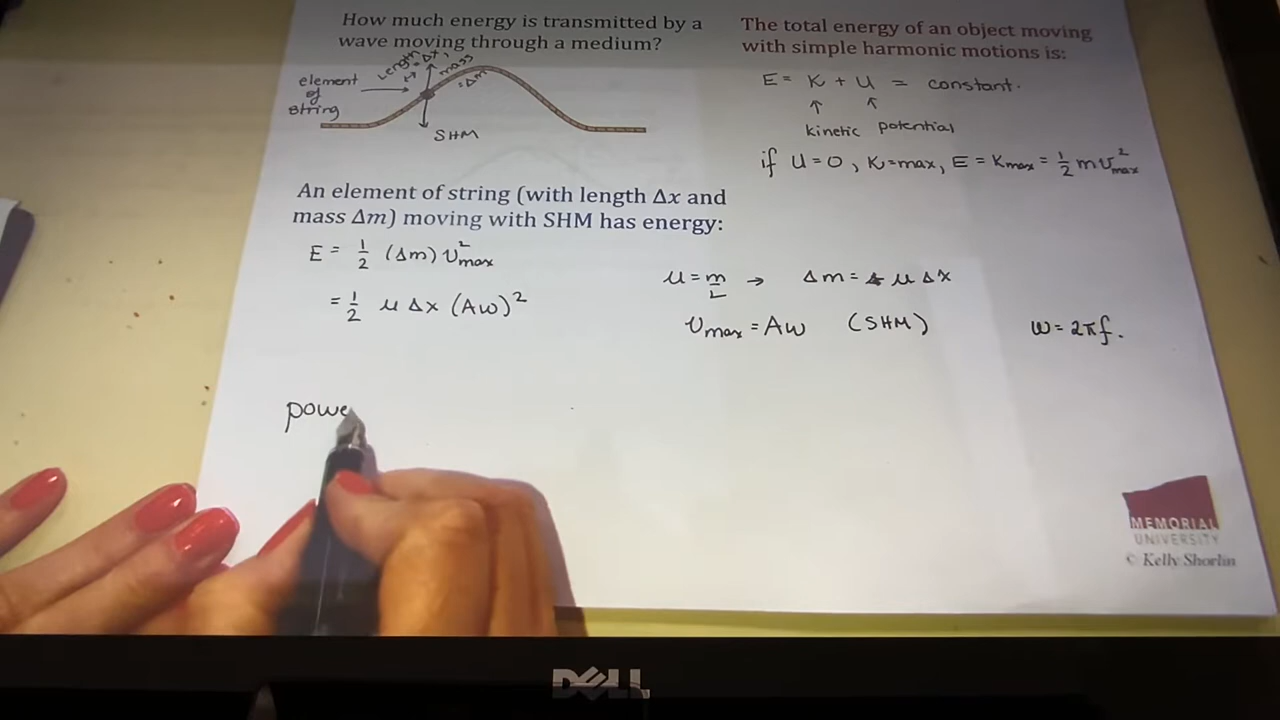 How much energy is transmitted by a
wave moving through a medium?
element
of
string
Length
= Δx
mass
= Δm
SHM
The total energy of an object moving
with simple harmonic motions is:
E = K + U = constant.
kinetic potential
if U=0, K=max, E = Kmax = 1/2 m v²max
An element of string (with length Δx and
mass Δm) moving with SHM has energy:
E = 1/2 (Δm) v²max
= 1/2 μ Δx (Aω)²
μ = m/L → Δm = μ Δx
vmax = Aω (SHM) ω = 2πf.
powe
MEMORIAL
UNIVERSITY
© Kelly Shorlin
DELL